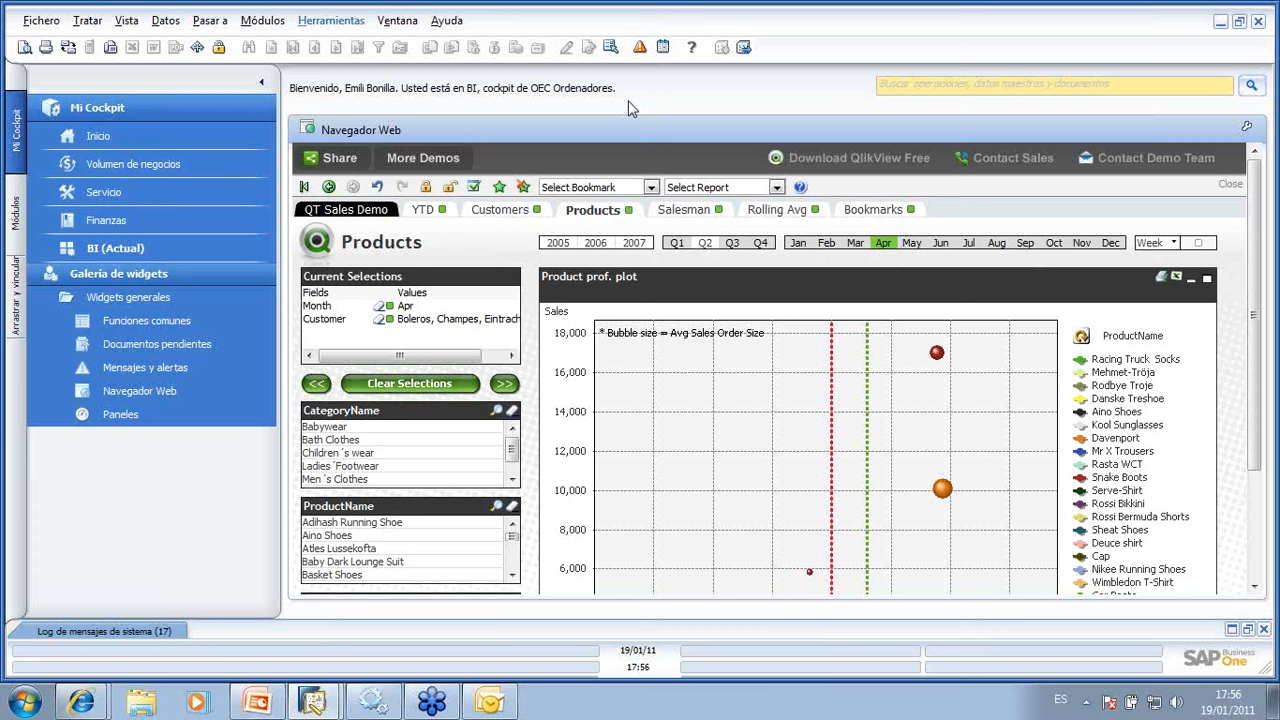 Fichero Tratar Vista Datos Pasar a Módulos Herramientas Ventana Ayuda
Bienvenido, Emili Bonilla. Usted está en BI, cockpit de OEC Ordenadores.
Buscar operaciones, datos maestros y documentos
Mi Cockpit
Módulos
Arrastrar y vincular
Mi Cockpit
Inicio
Volumen de negocios
Servicio
Finanzas
BI (Actual)
Galería de widgets
Widgets generales
Funciones comunes
Documentos pendientes
Mensajes y alertas
Navegador Web
Paneles
Navegador Web
Share More Demos Download QlikView Free Contact Sales Contact Demo Team
Select Bookmark Select Report Close
QT Sales Demo YTD Customers Products Salesman Rolling Avg Bookmarks
Products 2005 2006 2007 Q1 Q2 Q3 Q4 Jan Feb Mar Apr May Jun Jul Aug Sep Oct Nov Dec Week
Current Selections
Fields Values
Month Apr
Customer Boleros, Champes, Eintrach
<< Clear Selections >>
CategoryName
Babywear
Bath Clothes
Children ´s wear
Ladies ´Footwear
Men ´s Clothes
ProductName
Adihash Running Shoe
Aino Shoes
Atles Lussekofta
Baby Dark Lounge Suit
Basket Shoes
Product prof. plot
Sales
* Bubble size = Avg Sales Order Size
18,000
16,000
14,000
12,000
10,000
8,000
6,000
ProductName
Racing Truck Socks
Mehmet-Tröja
Rodbye Troje
Danske Treshoe
Aino Shoes
Kool Sunglasses
Davenport
Mr X Trousers
Rasta WCT
Snake Boots
Serve-Shirt
Rossi Bikkini
Rossi Bermuda Shorts
Sheat Shoes
Deuce shirt
Cap
Nikee Running Shoes
Wimbledon T-Shirt
Log de mensajes de sistema (17)
19/01/11
17:56
SAP Business One
ES 17:56
19/01/2011